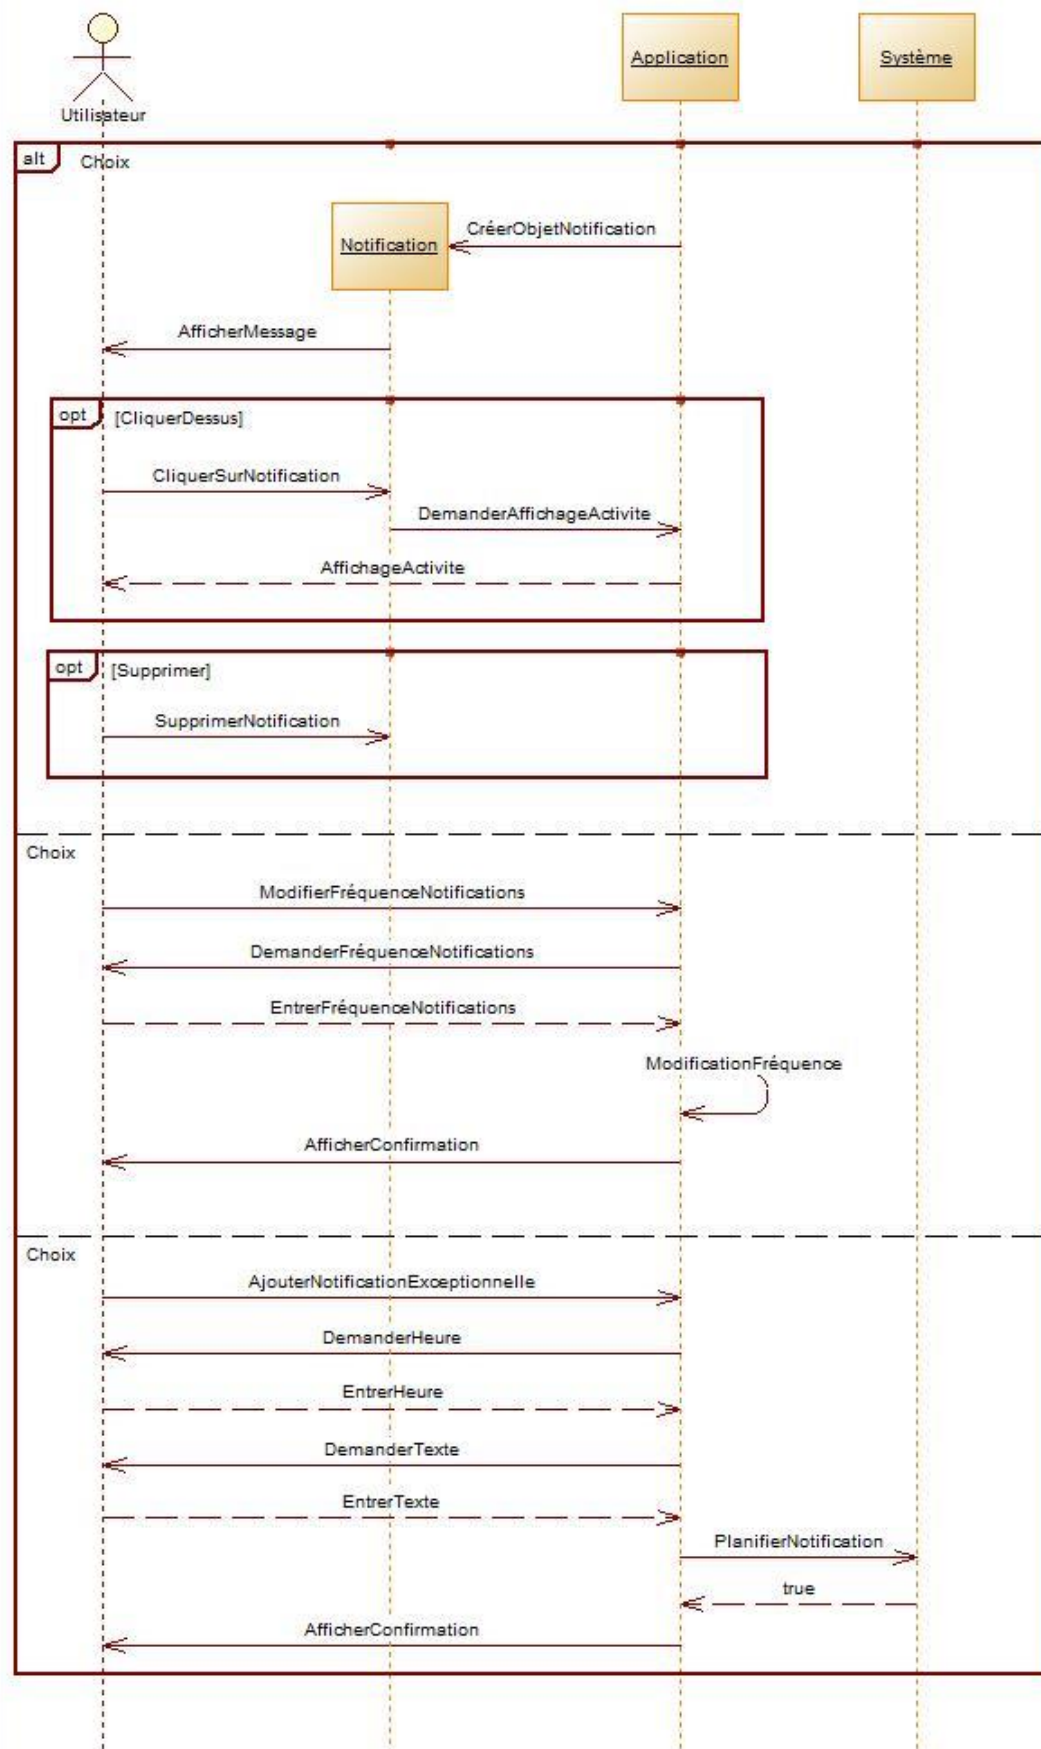 Utilisateur
Application
Système
alt
Choix
CréerObjetNotification
Notification
AfficherMessage
opt
[CliquerDessus]
CliquerSurNotification
DemanderAffichageActivite
AffichageActivite
opt
[Supprimer]
SupprimerNotification
Choix
ModifierFréquenceNotifications
DemanderFréquenceNotifications
EntrerFréquenceNotifications
ModificationFréquence
AfficherConfirmation
Choix
AjouterNotificationExceptionnelle
DemanderHeure
EntrerHeure
DemanderTexte
EntrerTexte
PlanifierNotification
true
AfficherConfirmation